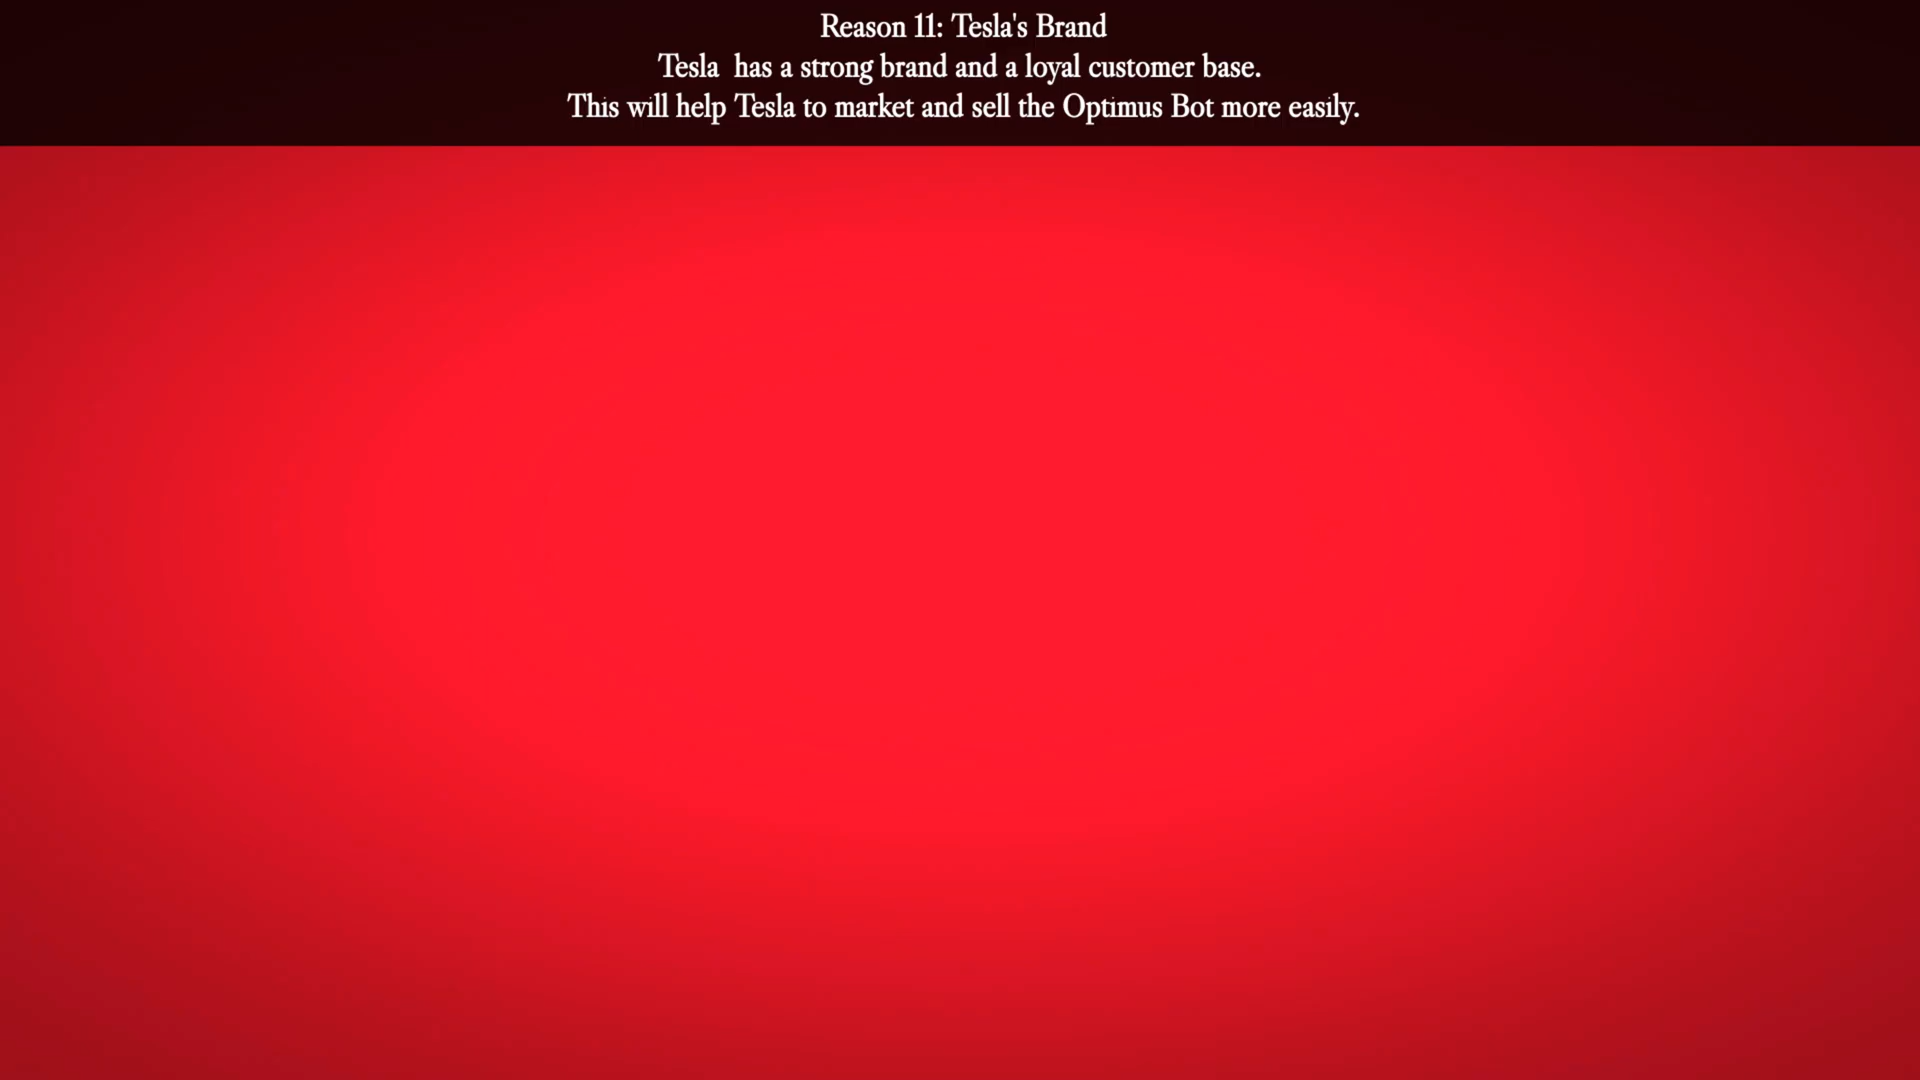 Reason 11: Tesla's Brand
Tesla  has a strong brand and a loyal customer base.
This will help Tesla to market and sell the Optimus Bot more easily.